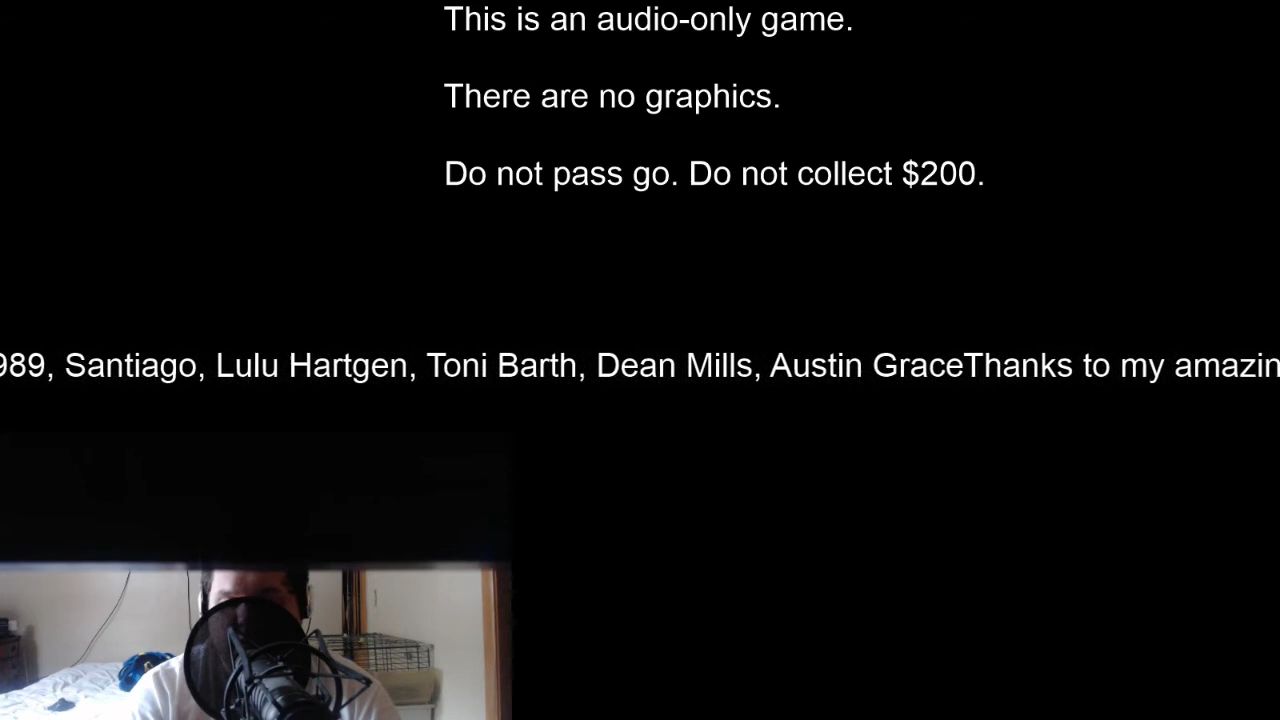 This is an audio-only game.
There are no graphics.
Do not pass go. Do not collect $200.
989, Santiago, Lulu Hartgen, Toni Barth, Dean Mills, Austin GraceThanks to my amazin